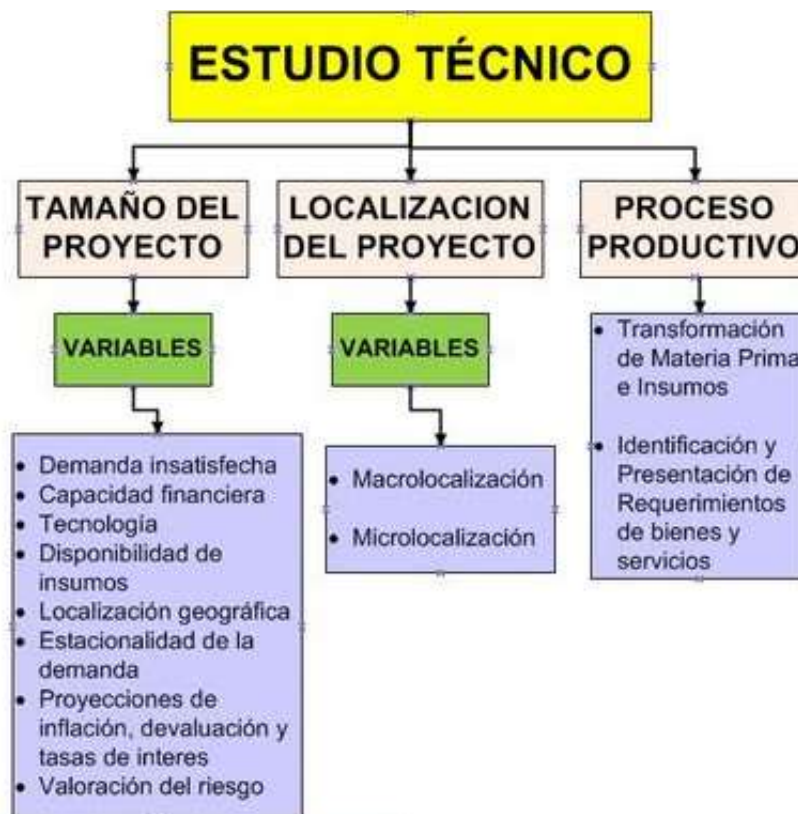 ESTUDIO TÉCNICO
TAMAÑO DEL
PROYECTO
LOCALIZACION
DEL PROYECTO
PROCESO
PRODUCTIVO
VARIABLES
VARIABLES
• Demanda insatisfecha
• Capacidad financiera
• Tecnología
• Disponibilidad de
insumos
• Localización geográfica
• Estacionalidad de la
demanda
• Proyecciones de
inflación, devaluación y
tasas de interes
• Valoración del riesgo
• Macrolocalización
• Microlocalización
• Transformación
de Materia Prima
e Insumos
• Identificación y
Presentación de
Requerimientos
de bienes y
servicios